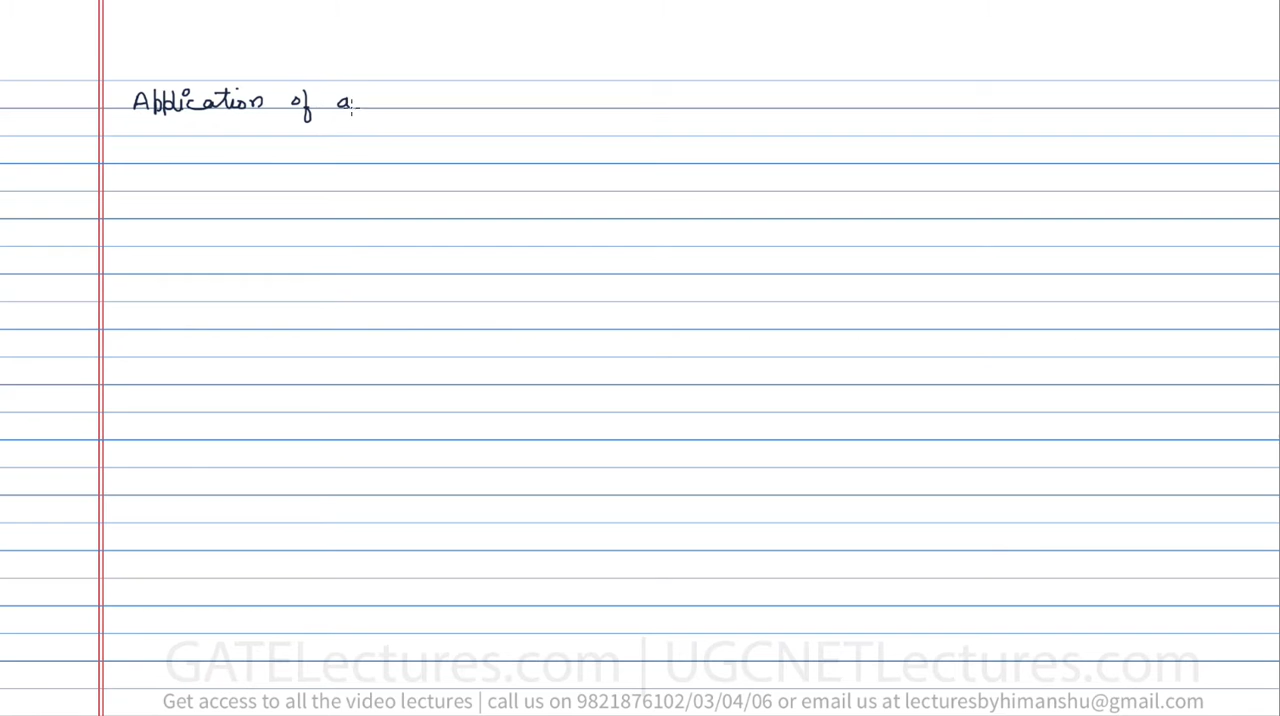 Application of a
GATELectures.com | UGCNETLectures.com
Get access to all the video lectures | call us on 9821876102/03/04/06 or email us at lecturesbyhimanshu@gmail.com